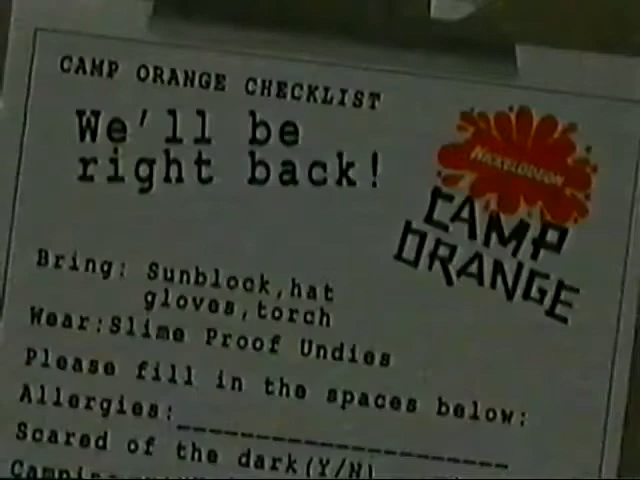 CAMP ORANGE CHECKLIST
We'll be
right back!
NICKELODEON
CAMP
ORANGE
Bring: Sunblock,hat
gloves,torch
Wear:Slime Proof Undies
Please fill in the spaces below:
Allergies:____________________
Scared of the dark(Y/N)